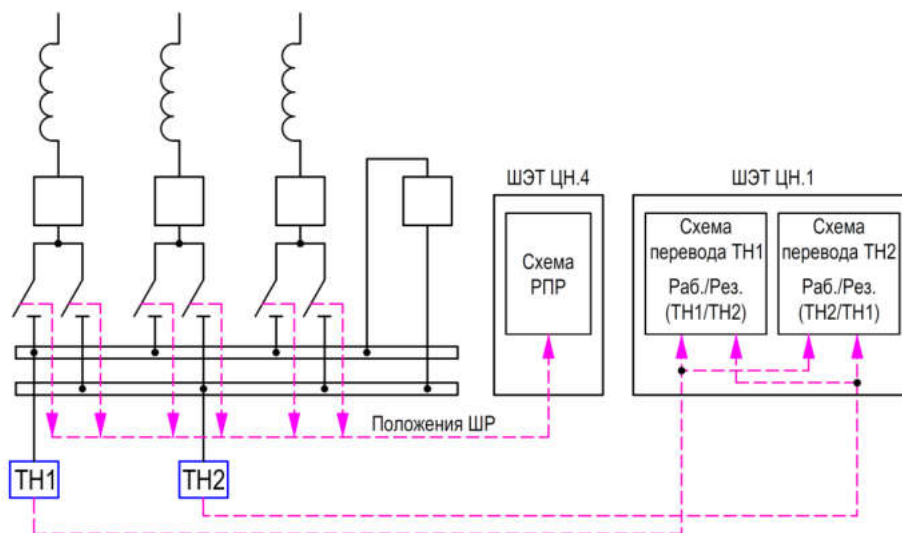 ШЭТ ЦН.4
Схема
РПР
ШЭТ ЦН.1
Схема
перевода ТН1
Раб./Рез.
(ТН1/ТН2)
Схема
перевода ТН2
Раб./Рез.
(ТН2/ТН1)
Положения ШР
ТН1
ТН2